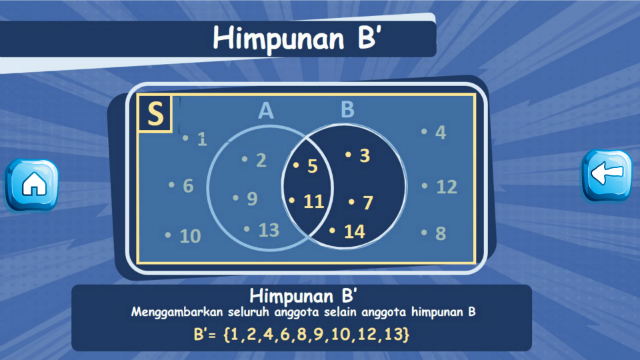 Himpunan B’
S
A B
• 1
• 2
• 5
• 3
• 4
• 6
• 9
• 11
• 7
• 12
• 10
• 13
• 14
• 8
Himpunan B’
Menggambarkan seluruh anggota selain anggota himpunan B
B’= {1,2,4,6,8,9,10,12,13}